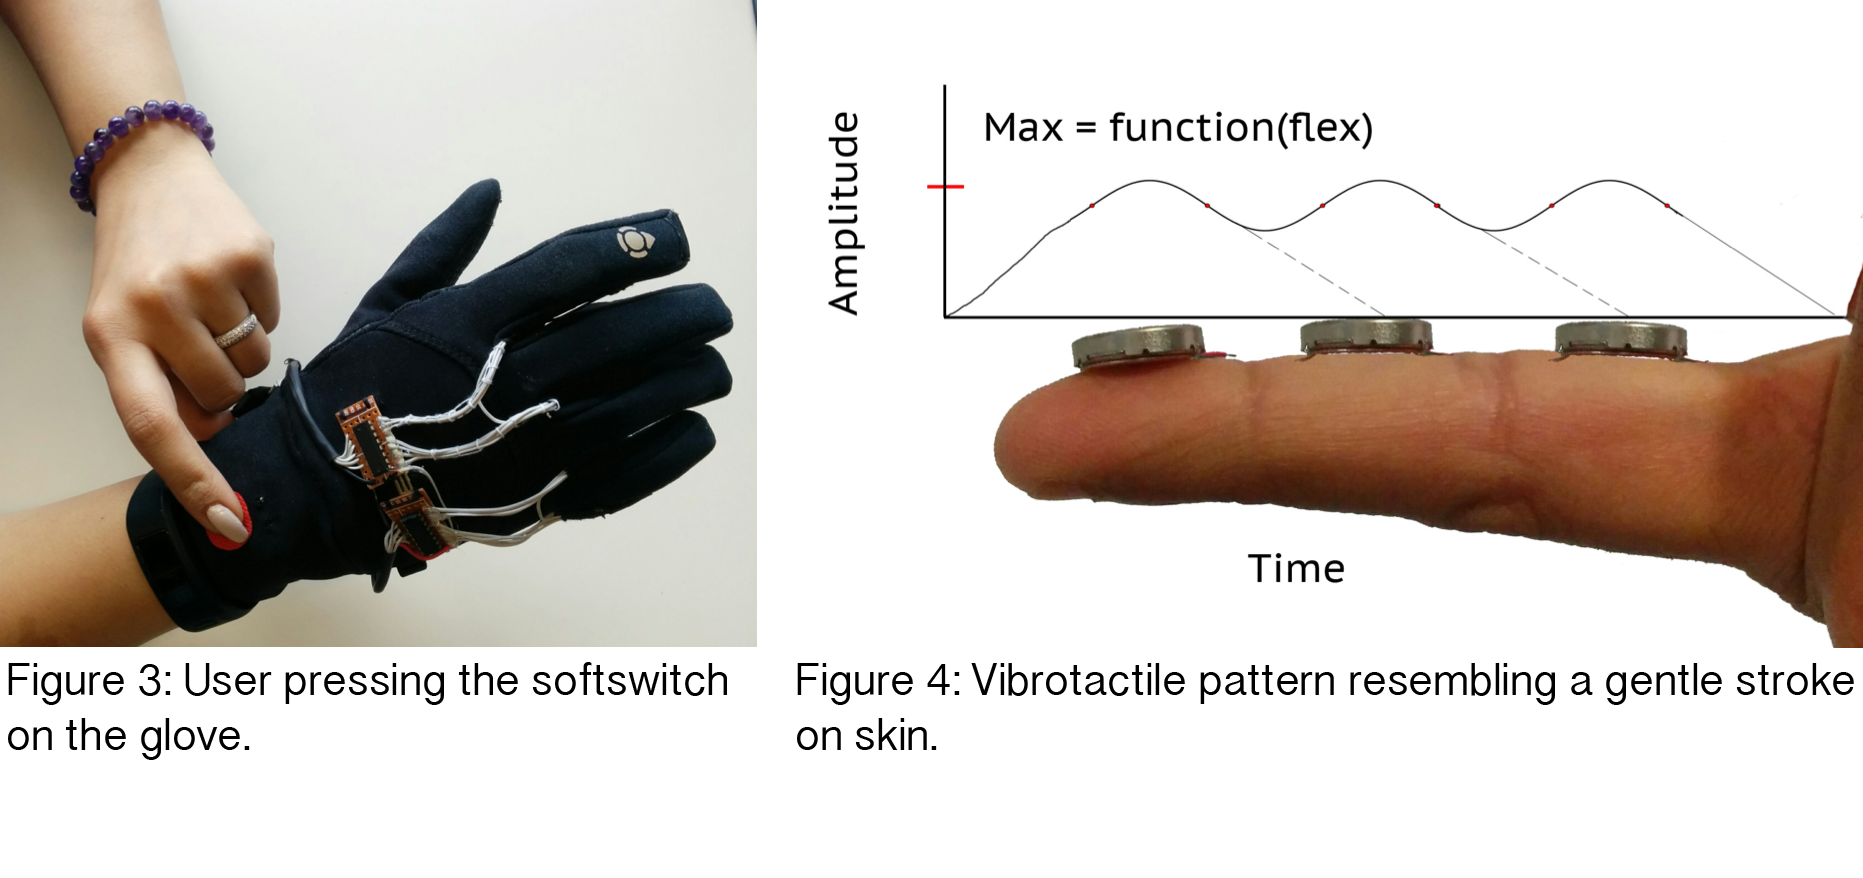 Amplitude
Max = function(flex)
Time
Figure 3: User pressing the softswitch
on the glove.
Figure 4: Vibrotactile pattern resembling a gentle stroke
on skin.